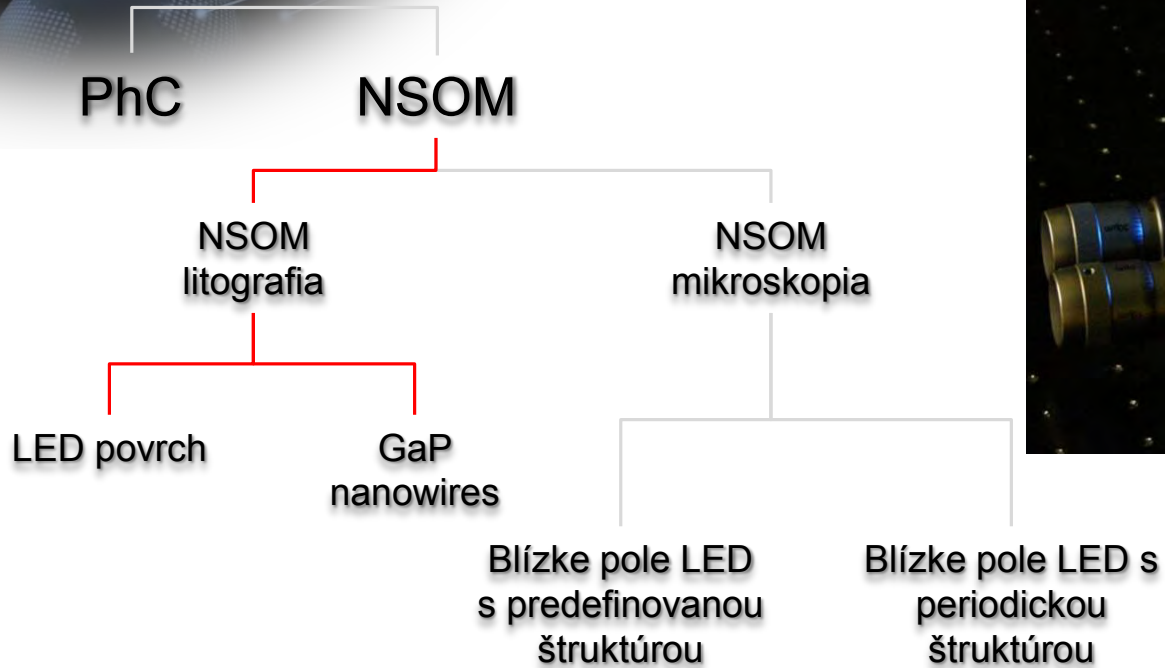 PhC
NSOM
NSOM
litografia
NSOM
mikroskopia
LED povrch
GaP
nanowires
Blízke pole LED
s predefinovanou
štruktúrou
Blízke pole LED s
periodickou
štruktúrou